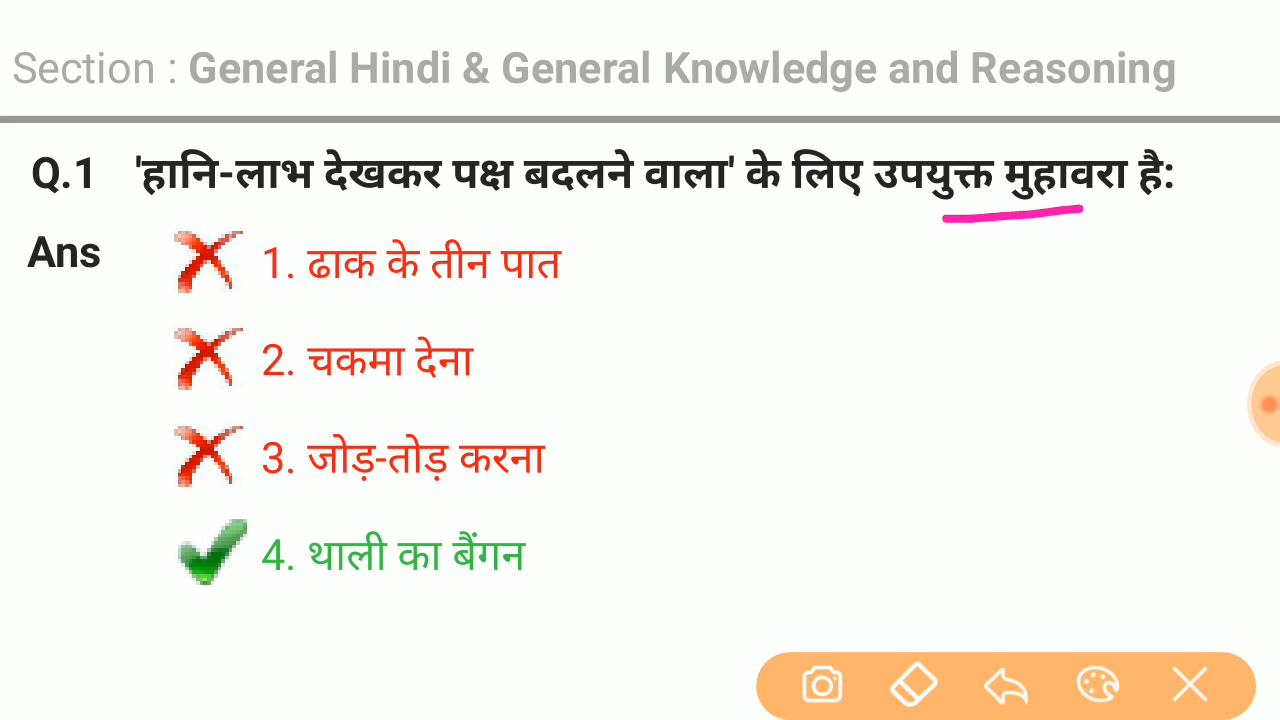 Section : General Hindi & General Knowledge and Reasoning
Q.1 'हानि-लाभ देखकर पक्ष बदलने वाला' के लिए उपयुक्त मुहावरा है:
Ans
1. ढाक के तीन पात
2. चकमा देना
3. जोड़-तोड़ करना
4. थाली का बैंगन